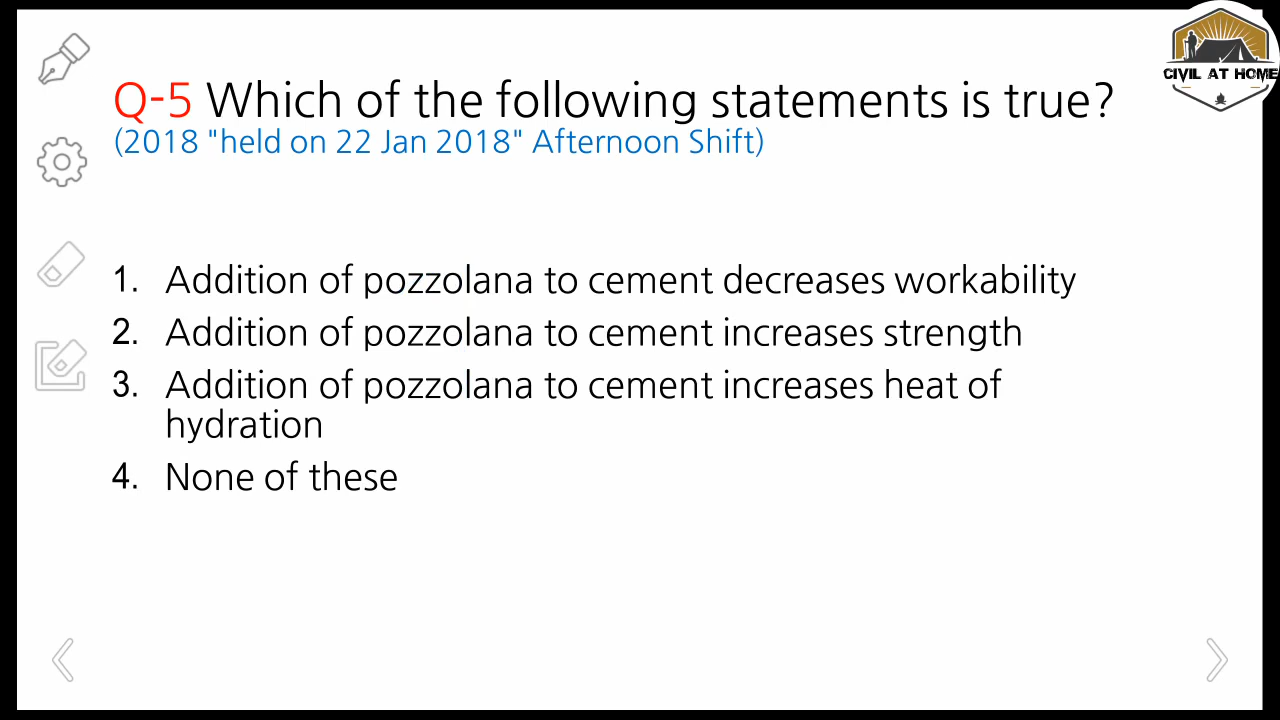 CIVIL AT HOME
Q-5 Which of the following statements is true?
(2018 "held on 22 Jan 2018" Afternoon Shift)
1. Addition of pozzolana to cement decreases workability
2. Addition of pozzolana to cement increases strength
3. Addition of pozzolana to cement increases heat of
hydration
4. None of these